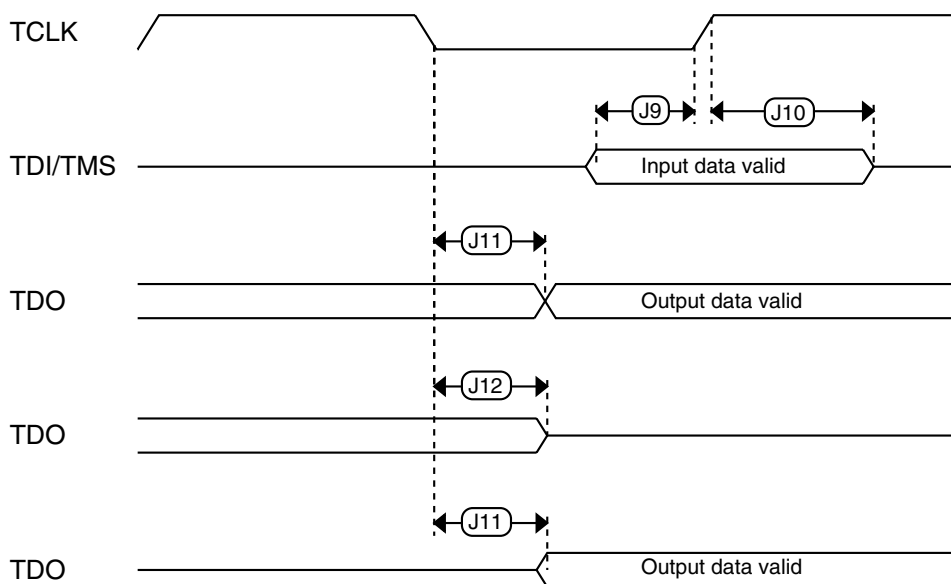 TCLK
J9
J10
TDI/TMS
Input data valid
J11
TDO
Output data valid
J12
TDO
J11
TDO
Output data valid